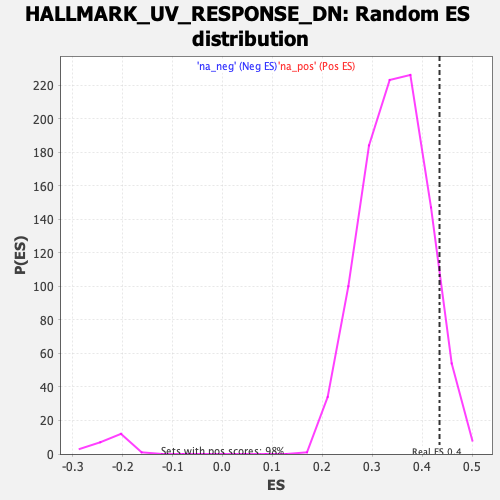 HALLMARK_UV_RESPONSE_DN: Random ES
distribution
'na_neg' (Neg ES) 'na_pos' (Pos ES)
P(ES)
220
200
180
160
140
120
100
80
60
40
20
0
Sets with pos scores: 98%
Real ES 0.4
-0.3 -0.2 -0.1 0.0 0.1 0.2 0.3 0.4 0.5
ES